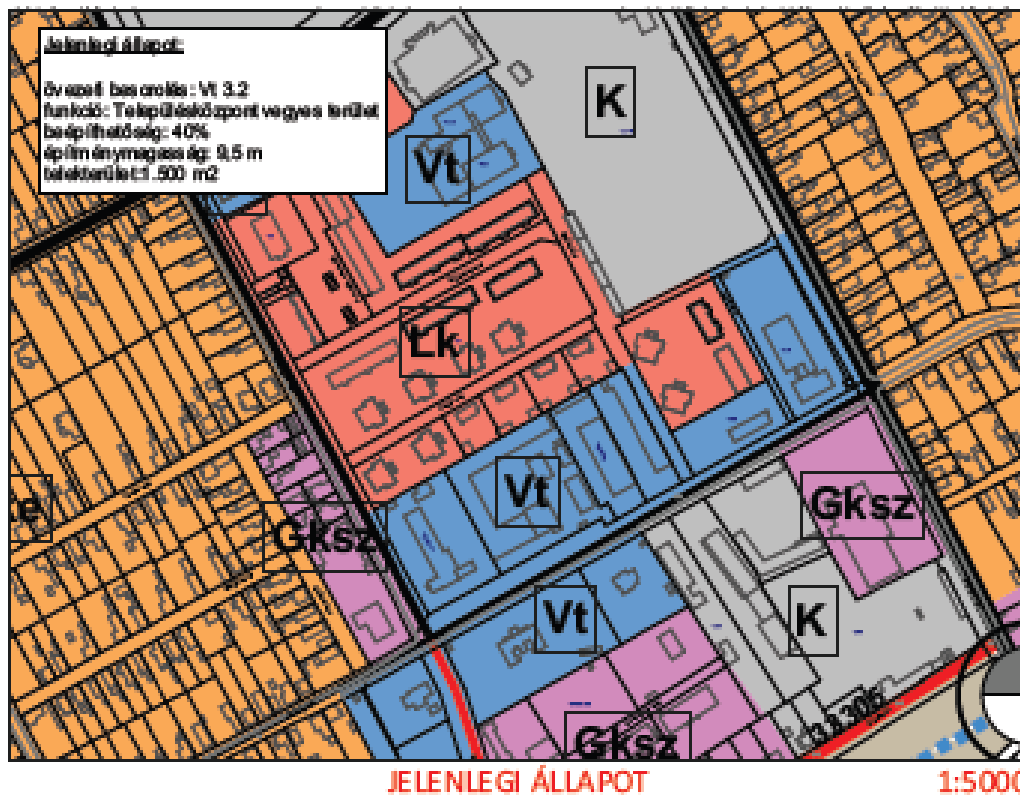 Jelenlegi állapot:
övezeti besorolás: Vt 3.2
funkció: Településközpont vegyes terület
beépíthetőség: 40%
építménymagasság: 9,5 m
telekterület:1.500 m2
K
Vt
Lk
e
Gksz
Vt
Gksz
Vt
K
Gksz
JELENLEGI ÁLLAPOT
1:5000